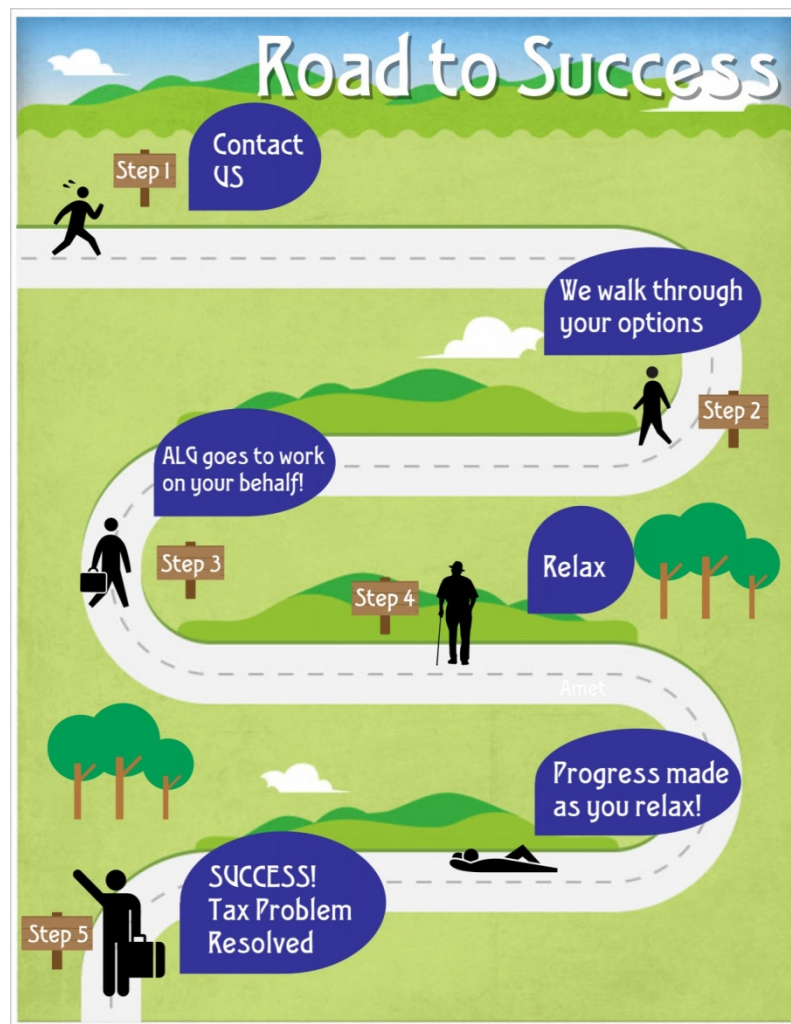 Road to Success
Step 1
Contact
US
We walk through
your options
Step 2
ALG goes to work
on your behalf!
Step 3
Step 4
Relax
Amet
Progress made
as you relax!
SUCCESS!
Tax Problem
Resolved
Step 5